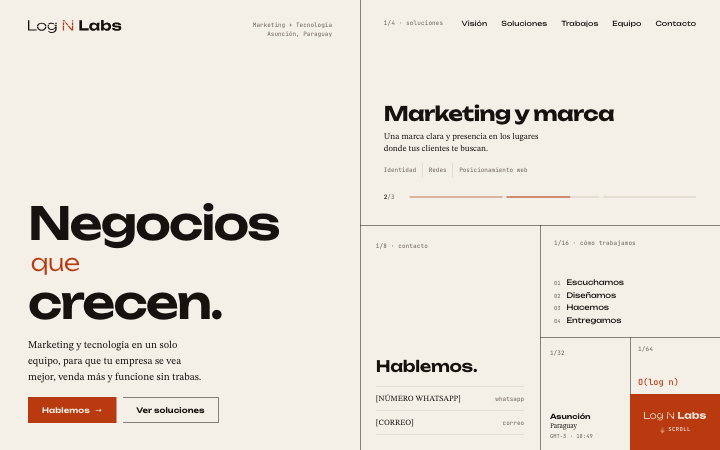 Log N Labs
Marketing + Tecnología
Asunción, Paraguay
Negocios
que
crecen.
Marketing y tecnología en un solo
equipo, para que tu empresa se vea
mejor, venda más y funcione sin trabas.
Hablemos →
Ver soluciones
1/4 · soluciones
Visión Soluciones Trabajos Equipo Contacto
Marketing y marca
Una marca clara y presencia en los lugares
donde tus clientes te buscan.
Identidad Redes Posicionamiento web
2/3
1/8 · contacto
Hablemos.
[NÚMERO WHATSAPP] whatsapp
[CORREO] correo
1/16 · cómo trabajamos
01 Escuchamos
02 Diseñamos
03 Hacemos
04 Entregamos
1/32
Asunción
Paraguay
GMT-3 · 18:49
1/64
O(log n)
Log N Labs
↓ SCROLL